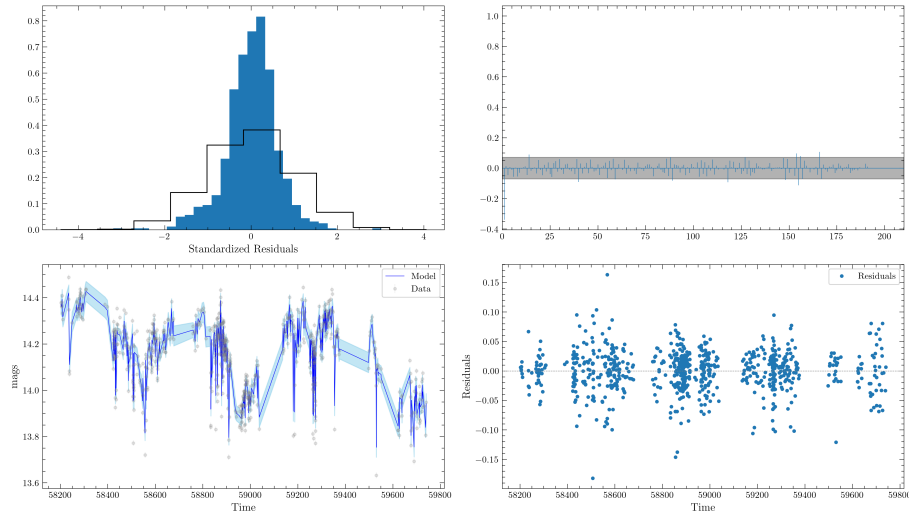 0.8
0.7
0.6
0.5
0.4
0.3
0.2
0.1
0.0
−4 −2 0 2 4
Standardized Residuals
1.0
0.8
0.6
0.4
0.2
0.0
−0.2
−0.4
0 25 50 75 100 125 150 175 200
Model
Data
14.4
14.2
14.0
13.8
13.6
mags
58200 58400 58600 58800 59000 59200 59400 59600 59800
Time
Residuals
0.15
0.10
0.05
0.00
−0.05
−0.10
−0.15
Residuals
58200 58400 58600 58800 59000 59200 59400 59600 59800
Time